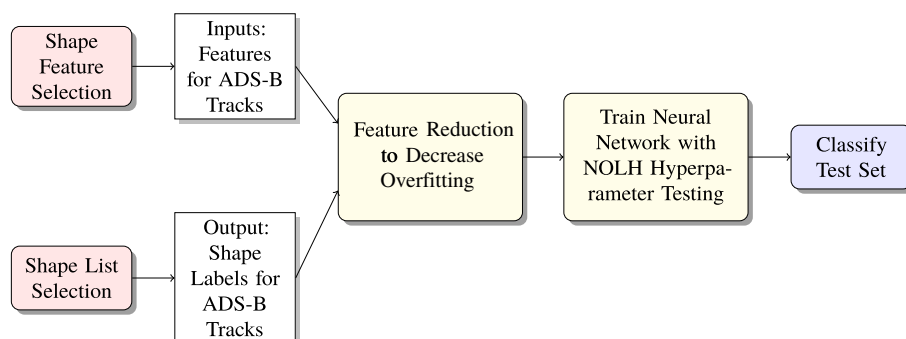 Shape
Feature
Selection
Inputs:
Features
for ADS-B
Tracks
Shape List
Selection
Output:
Shape
Labels for
ADS-B
Tracks
Feature Reduction
to Decrease
Overfitting
Train Neural
Network with
NOLH Hyperpa-
rameter Testing
Classify
Test Set